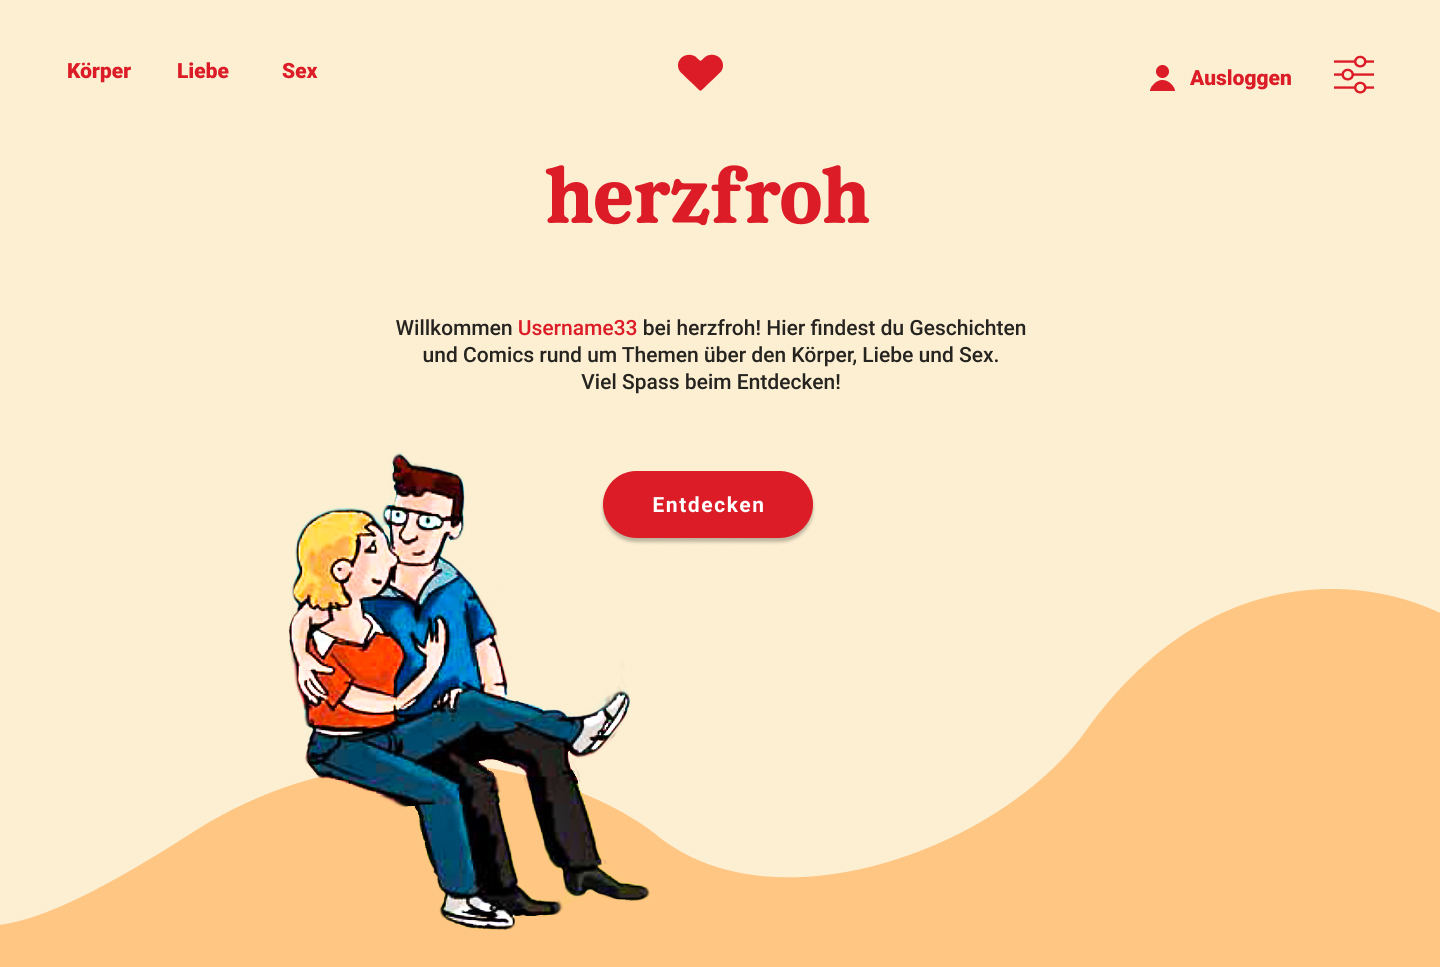 Körper Liebe Sex
Ausloggen
herzfroh
Willkommen Username33 bei herzfroh! Hier findest du Geschichten
und Comics rund um Themen über den Körper, Liebe und Sex.
Viel Spass beim Entdecken!
Entdecken